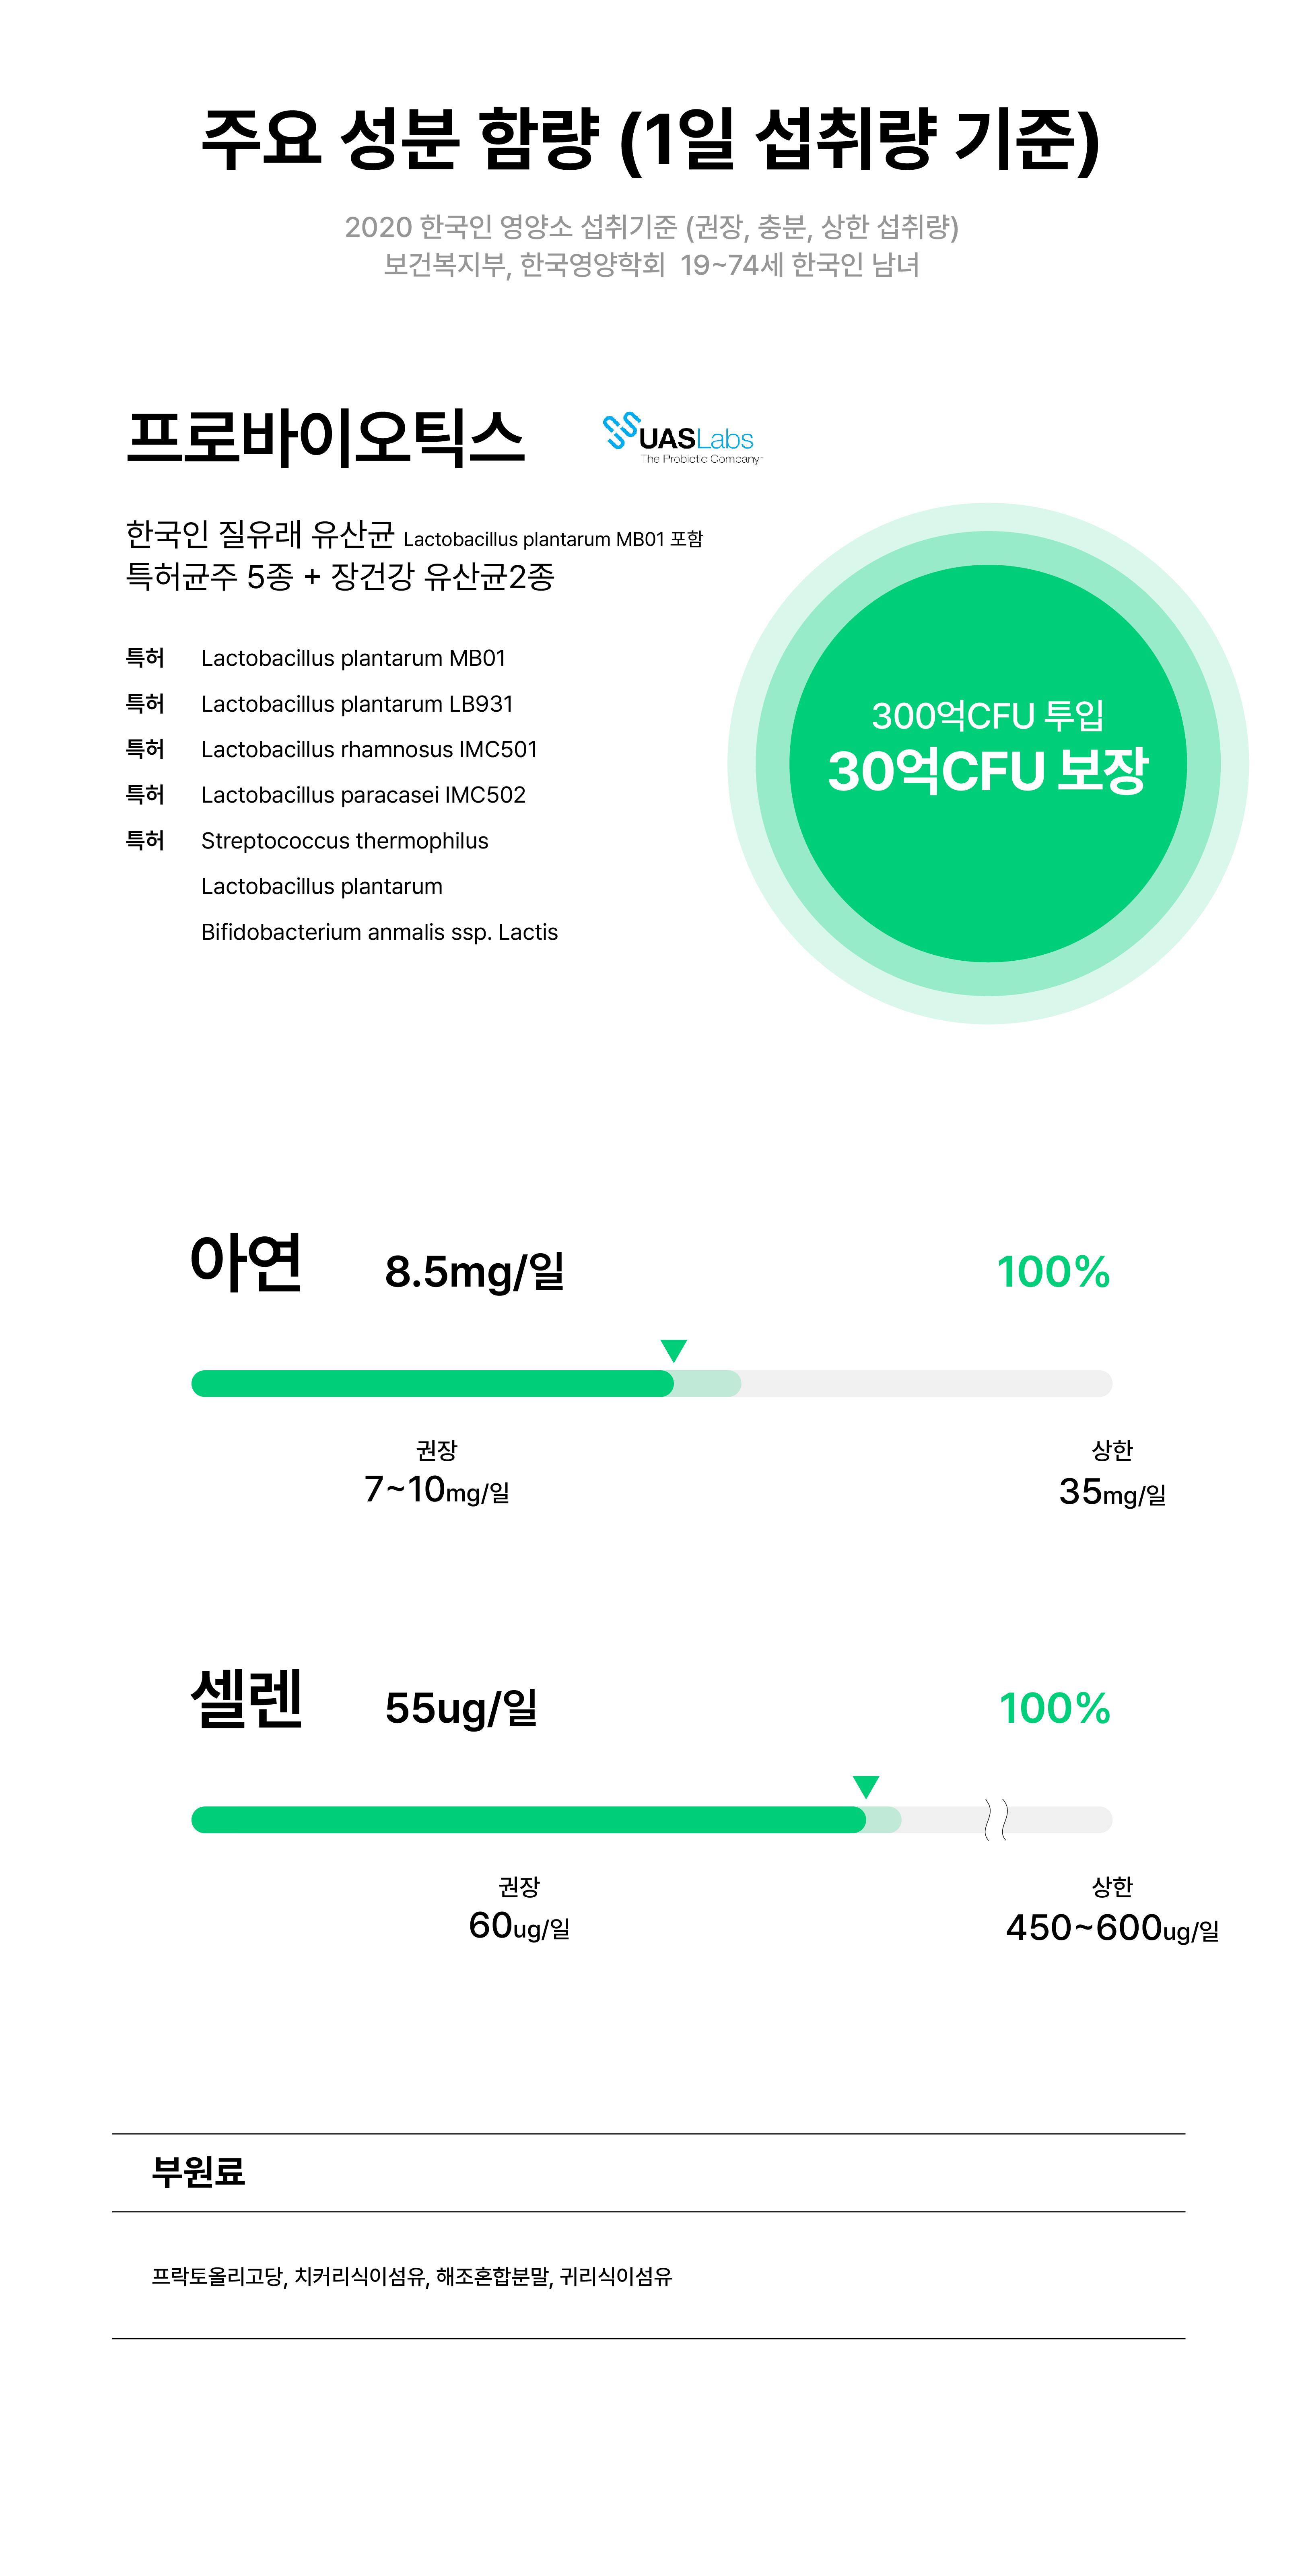 주요 성분 함량 (1일 섭취량 기준)
2020 한국인 영양소 섭취기준 (권장, 충분, 상한 섭취량)
보건복지부, 한국영양학회 19~74세 한국인 남녀
프로바이오틱스
UASLabs
The Probiotic Company
한국인 질유래 유산균 Lactobacillus plantarum MB01 포함
특허균주 5종 + 장건강 유산균2종
특허 Lactobacillus plantarum MB01
특허 Lactobacillus plantarum LB931
특허 Lactobacillus rhamnosus IMC501
특허 Lactobacillus paracasei IMC502
특허 Streptococcus thermophilus
Lactobacillus plantarum
Bifidobacterium anmalis ssp. Lactis
300억CFU 투입
30억CFU 보장
아연 8.5mg/일 100%
권장 상한
7~10mg/일 35mg/일
셀렌 55ug/일 100%
권장 상한
60ug/일 450~600ug/일
부원료
프락토올리고당, 치커리식이섬유, 해조혼합분말, 귀리식이섬유